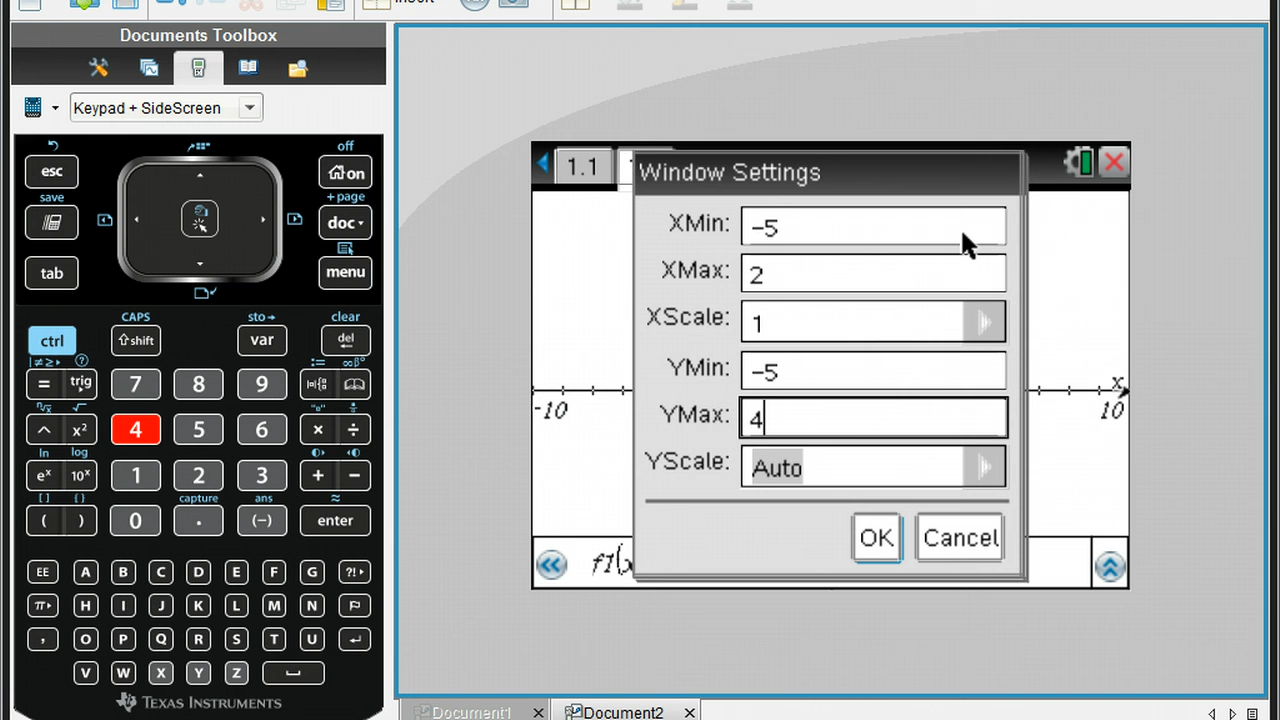 Insert
Documents Toolbox
Keypad + SideScreen
off
esc
on
save
+ page
doc
tab
menu
CAPS
sto→
clear
ctrl
shift
var
del
= trig 7 8 9
^ x² 4 5 6 × ÷
ln log
eˣ 10ˣ 1 2 3 + −
[ ] { } capture ans ≈
( ) 0 . (−) enter
EE A B C D E F G ?!
π H I J K L M N
, O P Q R S T U
V W X Y Z
TEXAS INSTRUMENTS
1.1
Window Settings
XMin: −5
XMax: 2
XScale: 1
YMin: −5
YMax: 4
YScale: Auto
OK Cancel
x
-10
10
f1(x
Document1
Document2